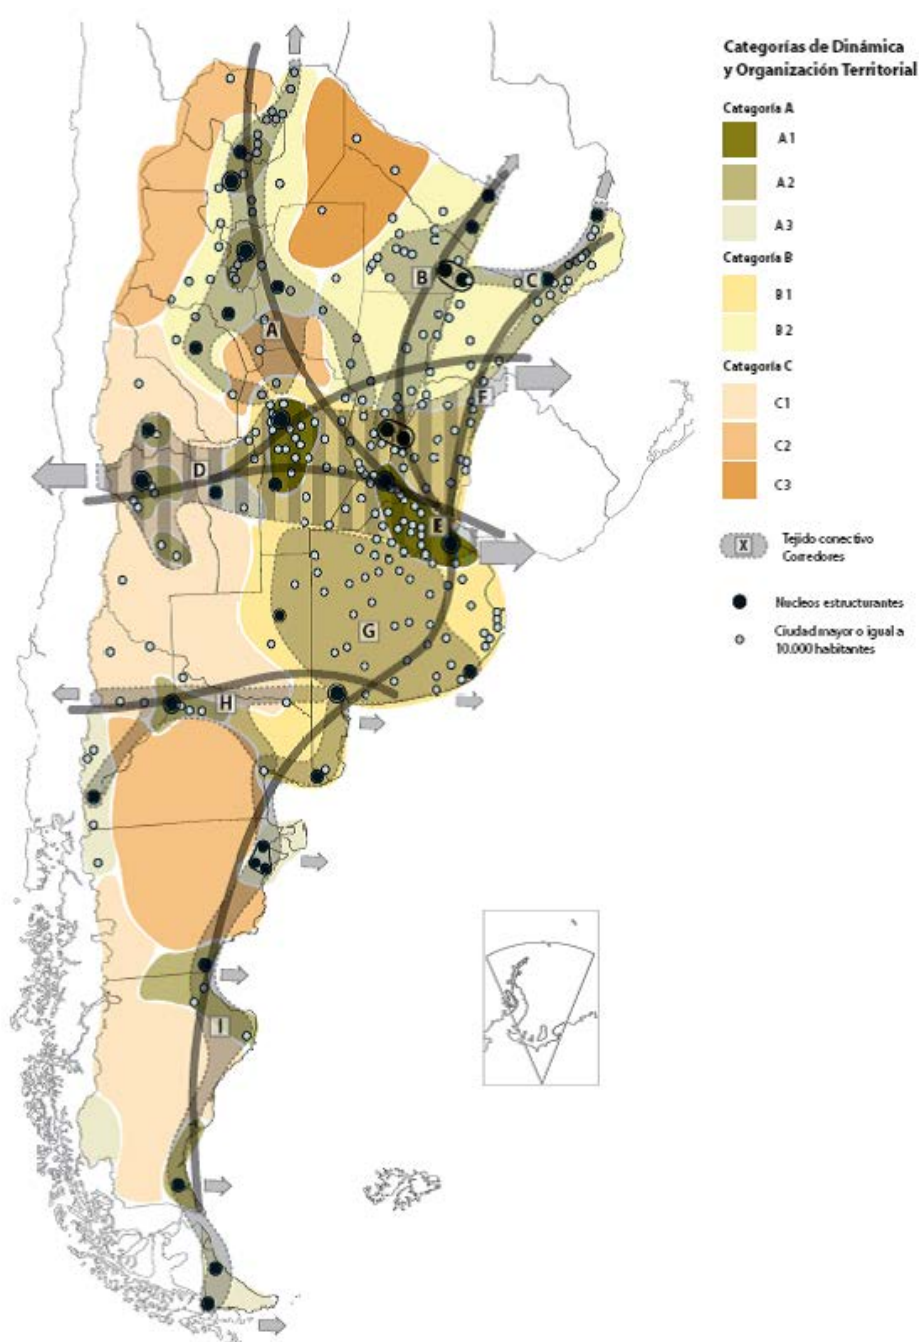 Categorías de Dinámica
y Organización Territorial
Categoría A
A1
A2
A3
Categoría B
B1
B2
Categoría C
C1
C2
C3
X
Tejido conectivo
Corredores
Nucleos estructurantes
Ciudad mayor o igual a
10.000 habitantes
B
C
A
F
D
E
G
H
I